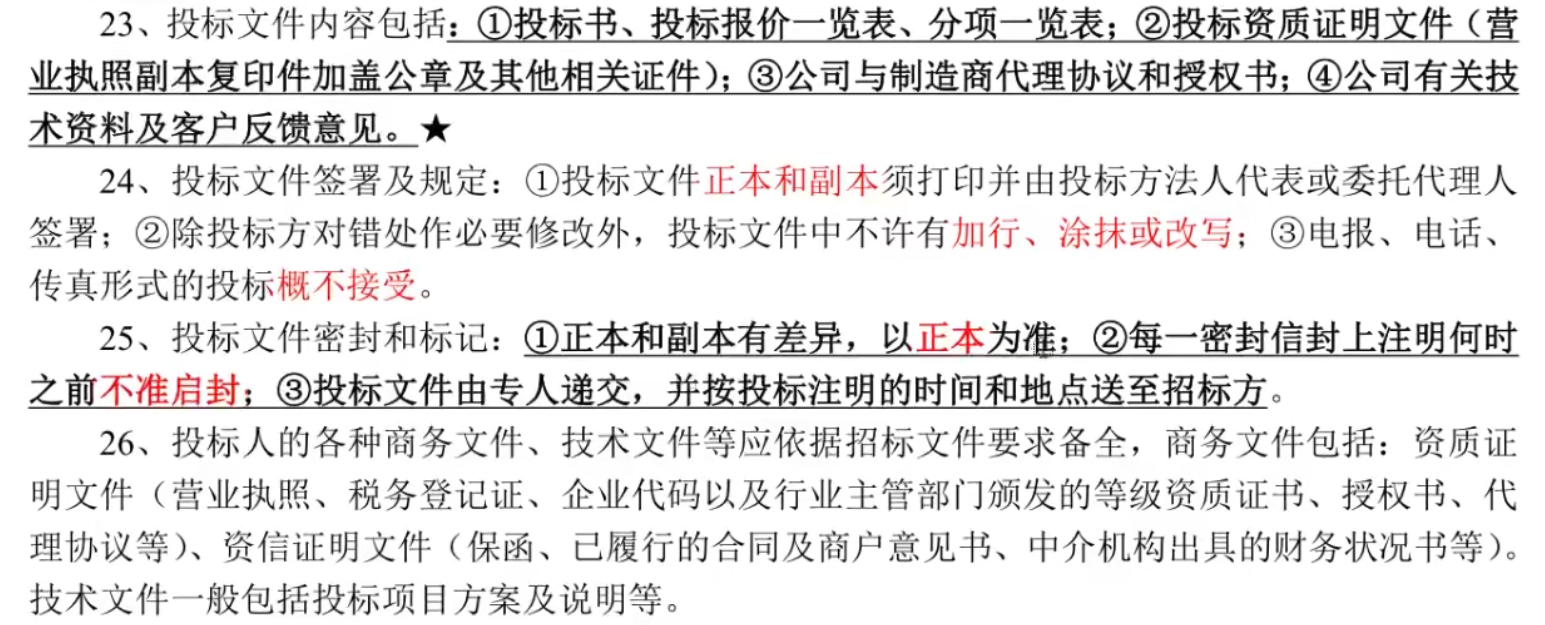 23、投标文件内容包括：①投标书、投标报价一览表、分项一览表；②投标资质证明文件（营
业执照副本复印件加盖公章及其他相关证件）；③公司与制造商代理协议和授权书；④公司有关技
术资料及客户反馈意见。★
24、投标文件签署及规定：①投标文件正本和副本须打印并由投标方法人代表或委托代理人
签署；②除投标方对错处作必要修改外，投标文件中不许有加行、涂抹或改写；③电报、电话、
传真形式的投标概不接受。
25、投标文件密封和标记：①正本和副本有差异，以正本为准；②每一密封信封上注明何时
之前不准启封；③投标文件由专人递交，并按投标注明的时间和地点送至招标方。
26、投标人的各种商务文件、技术文件等应依据招标文件要求备全，商务文件包括：资质证
明文件（营业执照、税务登记证、企业代码以及行业主管部门颁发的等级资质证书、授权书、代
理协议等）、资信证明文件（保函、已履行的合同及商户意见书、中介机构出具的财务状况书等）。
技术文件一般包括投标项目方案及说明等。